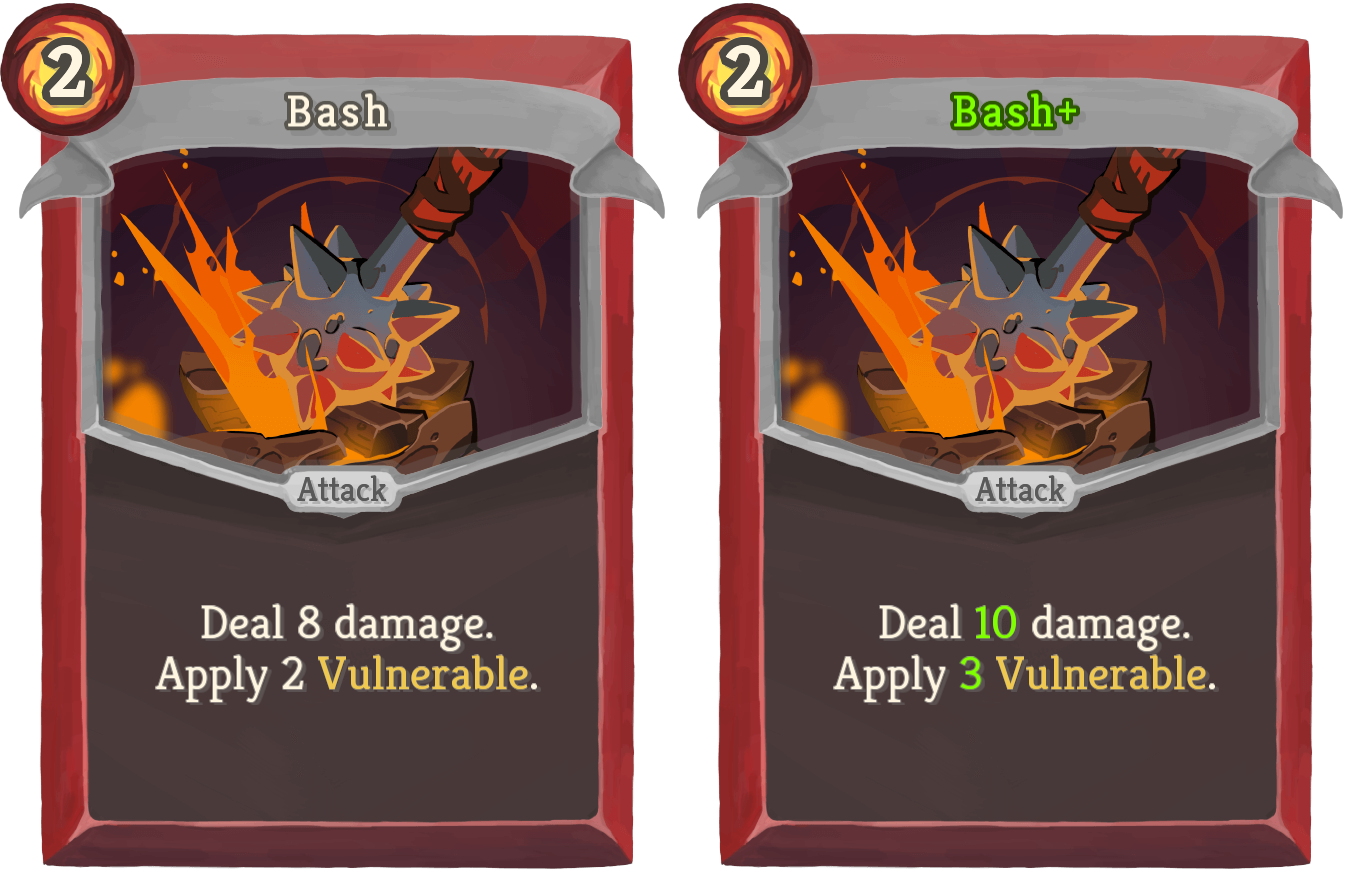 2
Bash
Attack
Deal 8 damage.
Apply 2 Vulnerable.
2
Bash+
Attack
Deal 10 damage.
Apply 3 Vulnerable.